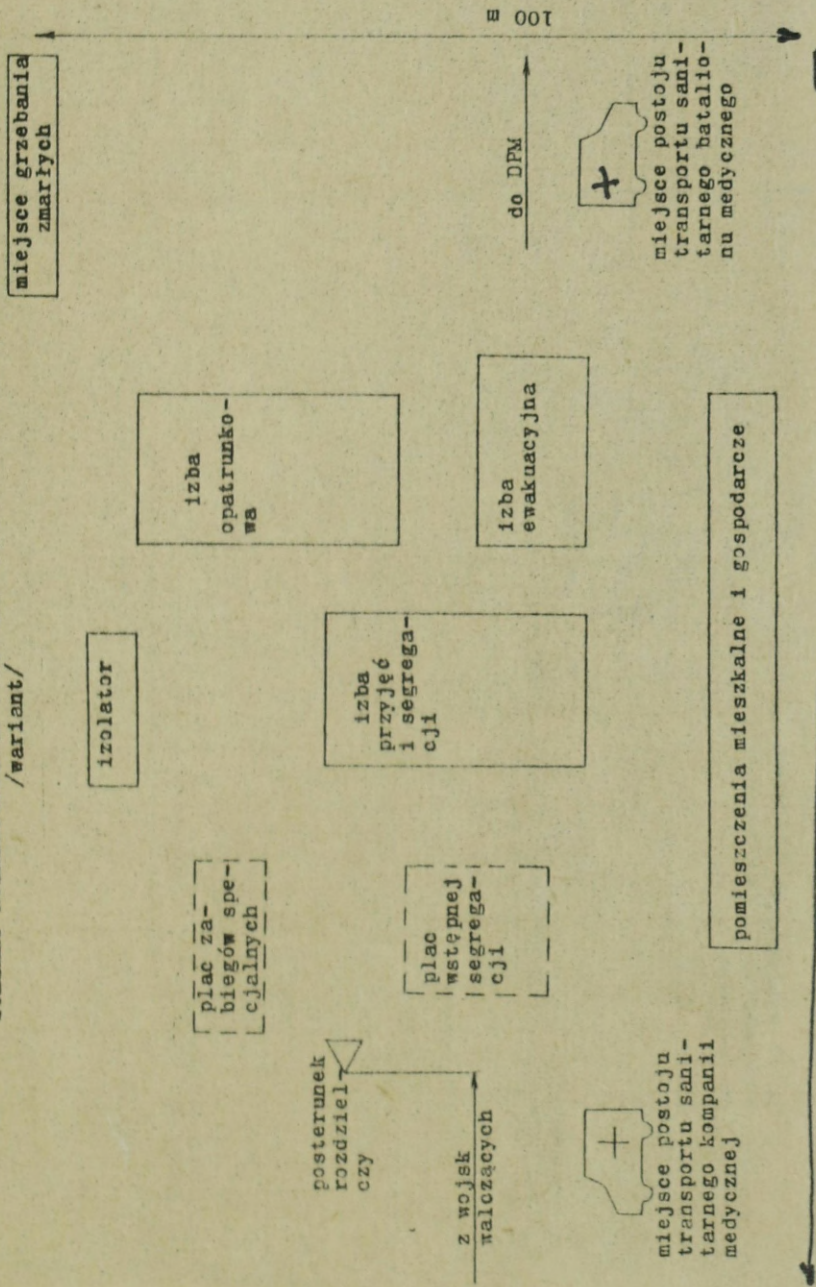 /wariant/
miejsce grzebania
zmarłych
izolator
plac za-
biegów spe-
cjalnych
posterunek
rozdziel-
czy
z wojsk
walczących
plac
wstępnej
segrega-
cji
izba
przyjęć
i segrega-
cji
izba
opatrunko-
wa
izba
ewakuacyjna
do DPM
100 m
miejsce postoju
transportu sani-
tarnego kompanii
medycznej
pomieszczenia mieszkalne i gospodarcze
miejsce postoju
transportu sani-
tarnego batalio-
nu medycznego